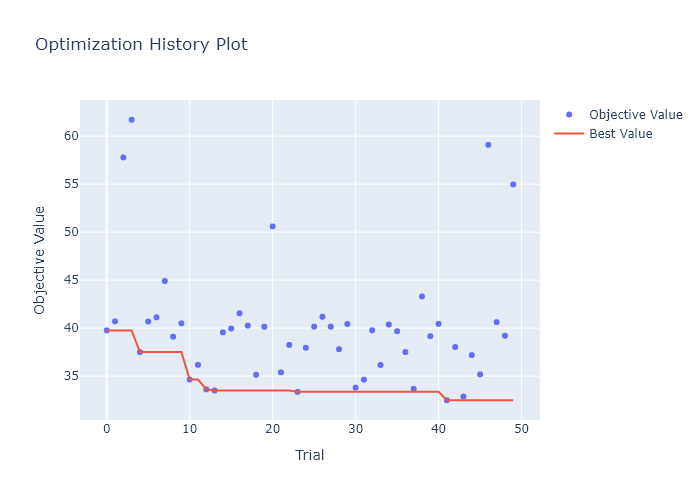 Optimization History Plot
Objective Value
Best Value
60
55
50
45
40
35
Objective Value
0
10
20
30
40
50
Trial